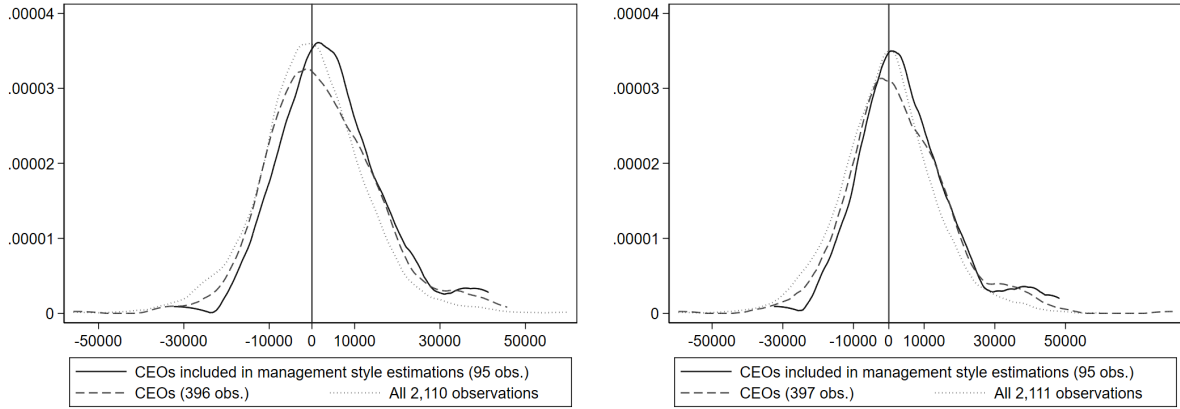 .00004
.00003
.00002
.00001
0
-50000 -30000 -10000 0 10000 30000 50000
CEOs included in management style estimations (95 obs.)
CEOs (396 obs.) All 2,110 observations
.00004
.00003
.00002
.00001
0
-50000 -30000 -10000 0 10000 30000 50000
CEOs included in management style estimations (95 obs.)
CEOs (397 obs.) All 2,111 observations